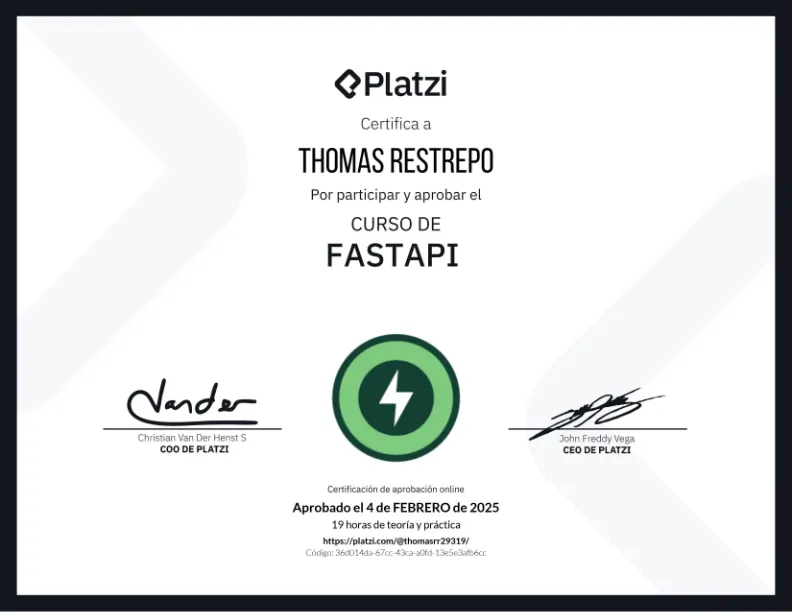 Platzi
Certifica a
THOMAS RESTREPO
Por participar y aprobar el
CURSO DE
FASTAPI
Vander
Christian Van Der Henst S
COO DE PLATZI
John Freddy Vega
CEO DE PLATZI
Certificación de aprobación online
Aprobado el 4 de FEBRERO de 2025
19 horas de teoría y práctica
https://platzi.com/@thomasrr29319/
Código: 36d014da-67cc-43ca-a0fd-13e5e3afb6cc